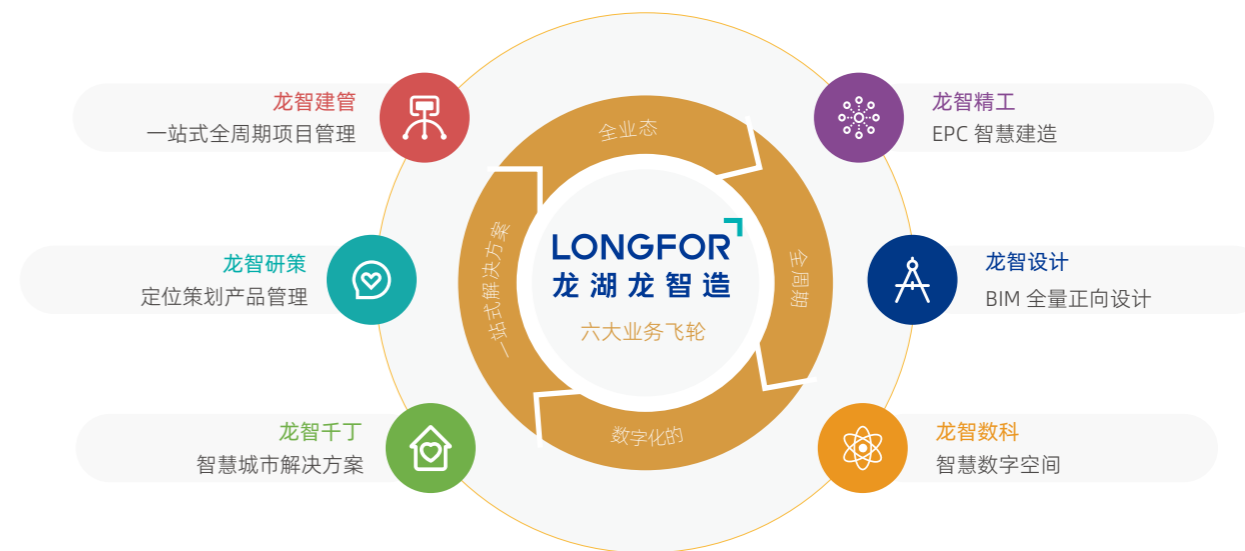 龙智建管
一站式全周期项目管理
龙智研策
定位策划产品管理
龙智千丁
智慧城市解决方案
全业态
全周期
数字化的
一站式解决方案
LONGFOR
龙湖龙智造
六大业务飞轮
龙智精工
EPC 智慧建造
龙智设计
BIM 全量正向设计
龙智数科
智慧数字空间